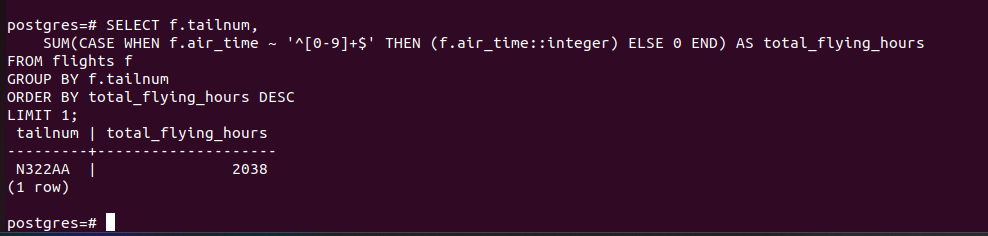 postgres=# SELECT f.tailnum,
    SUM(CASE WHEN f.air_time ~ '^[0-9]+$' THEN (f.air_time::integer) ELSE 0 END) AS total_flying_hours
FROM flights f
GROUP BY f.tailnum
ORDER BY total_flying_hours DESC
LIMIT 1;
 tailnum | total_flying_hours
---------+--------------------
 N322AA  |               2038
(1 row)

postgres=#